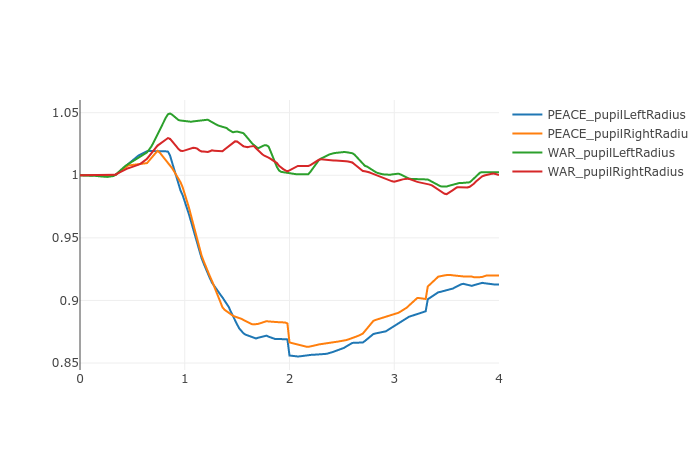 1.05
1
0.95
0.9
0.85
0
1
2
3
4
PEACE_pupilLeftRadius
PEACE_pupilRightRadiu
WAR_pupilLeftRadius
WAR_pupilRightRadius